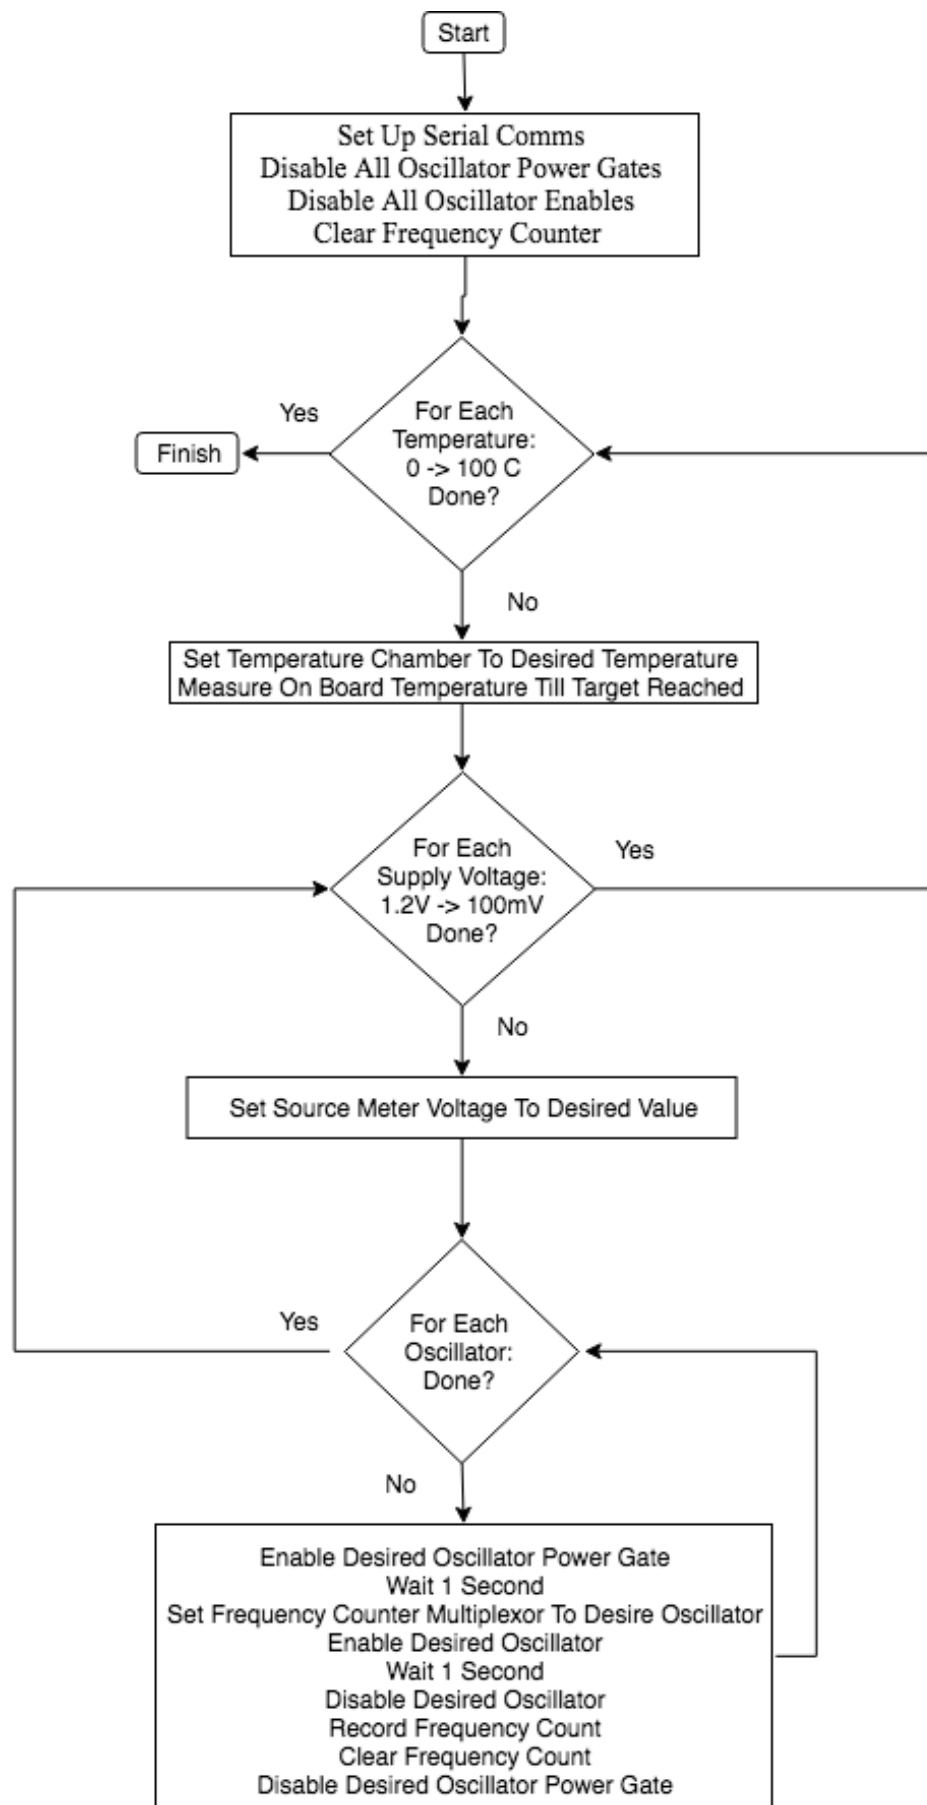 Start
Set Up Serial Comms
Disable All Oscillator Power Gates
Disable All Oscillator Enables
Clear Frequency Counter
Yes
For Each
Temperature:
0 -> 100 C
Done?
Finish
No
Set Temperature Chamber To Desired Temperature
Measure On Board Temperature Till Target Reached
For Each
Supply Voltage:
1.2V -> 100mV
Done?
Yes
No
Set Source Meter Voltage To Desired Value
Yes
For Each
Oscillator:
Done?
No
Enable Desired Oscillator Power Gate
Wait 1 Second
Set Frequency Counter Multiplexor To Desire Oscillator
Enable Desired Oscillator
Wait 1 Second
Disable Desired Oscillator
Record Frequency Count
Clear Frequency Count
Disable Desired Oscillator Power Gate